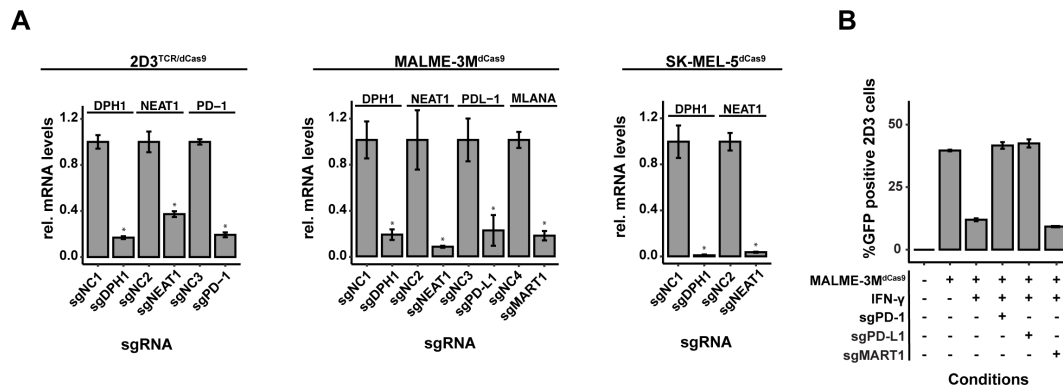 A
2D3TCR/dCas9
DPH1 NEAT1 PD–1
rel. mRNA levels
1.2
0.8
0.4
0.0
sgNC1 sgDPH1 sgNC2 sgNEAT1 sgNC3 sgPD-1
* * *
sgRNA
MALME-3MdCas9
DPH1 NEAT1 PDL–1 MLANA
rel. mRNA levels
1.2
0.8
0.4
0.0
sgNC1 sgDPH1 sgNC2 sgNEAT1 sgNC3 sgPD-L1 sgNC4 sgMART1
* * * *
sgRNA
SK-MEL-5dCas9
DPH1 NEAT1
rel. mRNA levels
1.2
0.8
0.4
0.0
sgNC1 sgDPH1 sgNC2 sgNEAT1
* *
sgRNA
B
%GFP positive 2D3 cells
50
25
0
MALME-3MdCas9 - + + + + +
IFN-γ - - + + + +
sgPD-1 - - - + - -
sgPD-L1 - - - - + -
sgMART1 - - - - - +
Conditions